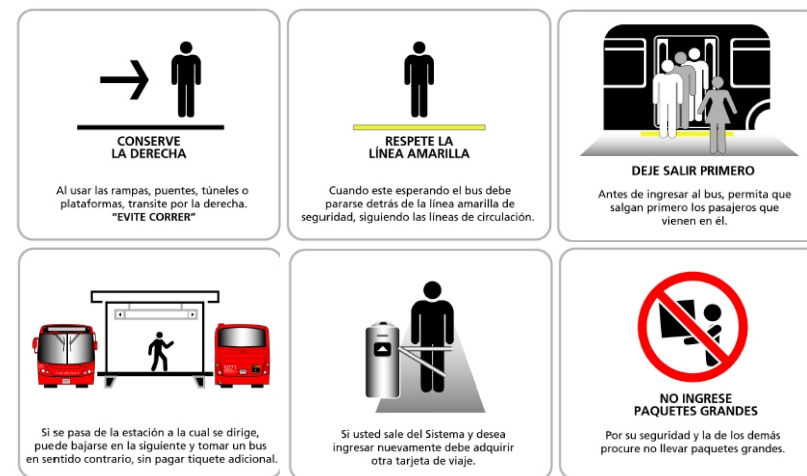 CONSERVE
LA DERECHA
Al usar las rampas, puentes, túneles o
plataformas, transite por la derecha.
"EVITE CORRER"
RESPETE LA
LÍNEA AMARILLA
Cuando este esperando el bus debe
pararse detrás de la línea amarilla de
seguridad, siguiendo las líneas de circulación.
DEJE SALIR PRIMERO
Antes de ingresar al bus, permita que
salgan primero los pasajeros que
vienen en él.
Si se pasa de la estación a la cual se dirige,
puede bajarse en la siguiente y tomar un bus
en sentido contrario, sin pagar tiquete adicional.
Si usted sale del Sistema y desea
ingresar nuevamente debe adquirir
otra tarjeta de viaje.
NO INGRESE
PAQUETES GRANDES
Por su seguridad y la de los demás
procure no llevar paquetes grandes.